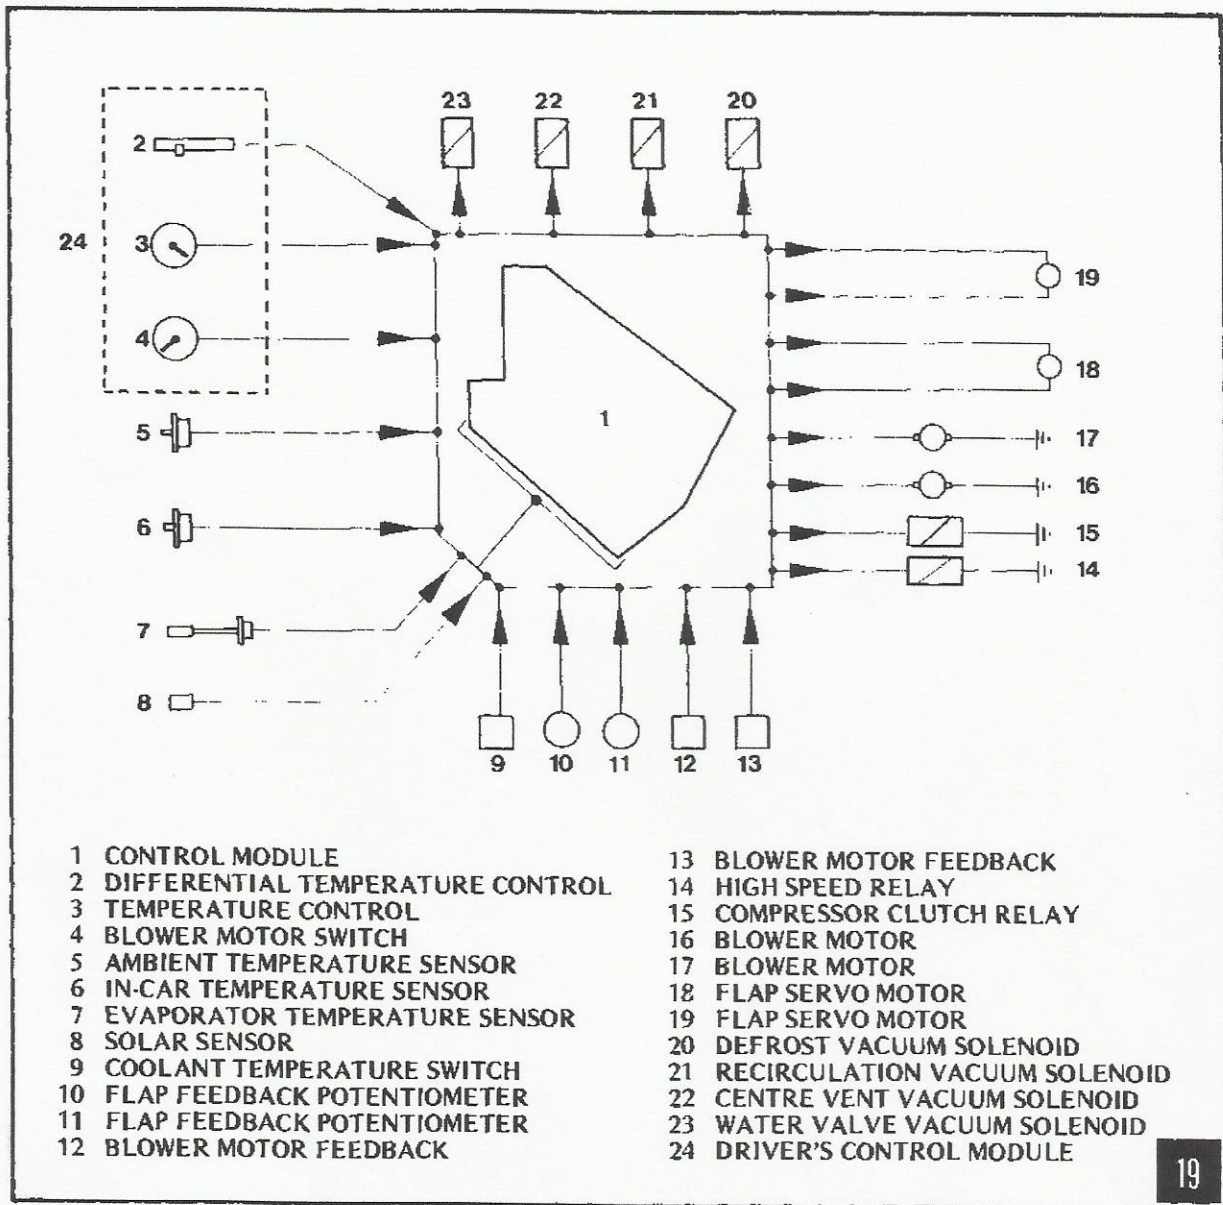 23 22 21 20
2
24 3
19
4
18
1
5
17
16
6
15
14
7
8
9 10 11 12 13
1 CONTROL MODULE
2 DIFFERENTIAL TEMPERATURE CONTROL
3 TEMPERATURE CONTROL
4 BLOWER MOTOR SWITCH
5 AMBIENT TEMPERATURE SENSOR
6 IN-CAR TEMPERATURE SENSOR
7 EVAPORATOR TEMPERATURE SENSOR
8 SOLAR SENSOR
9 COOLANT TEMPERATURE SWITCH
10 FLAP FEEDBACK POTENTIOMETER
11 FLAP FEEDBACK POTENTIOMETER
12 BLOWER MOTOR FEEDBACK
13 BLOWER MOTOR FEEDBACK
14 HIGH SPEED RELAY
15 COMPRESSOR CLUTCH RELAY
16 BLOWER MOTOR
17 BLOWER MOTOR
18 FLAP SERVO MOTOR
19 FLAP SERVO MOTOR
20 DEFROST VACUUM SOLENOID
21 RECIRCULATION VACUUM SOLENOID
22 CENTRE VENT VACUUM SOLENOID
23 WATER VALVE VACUUM SOLENOID
24 DRIVER'S CONTROL MODULE
19